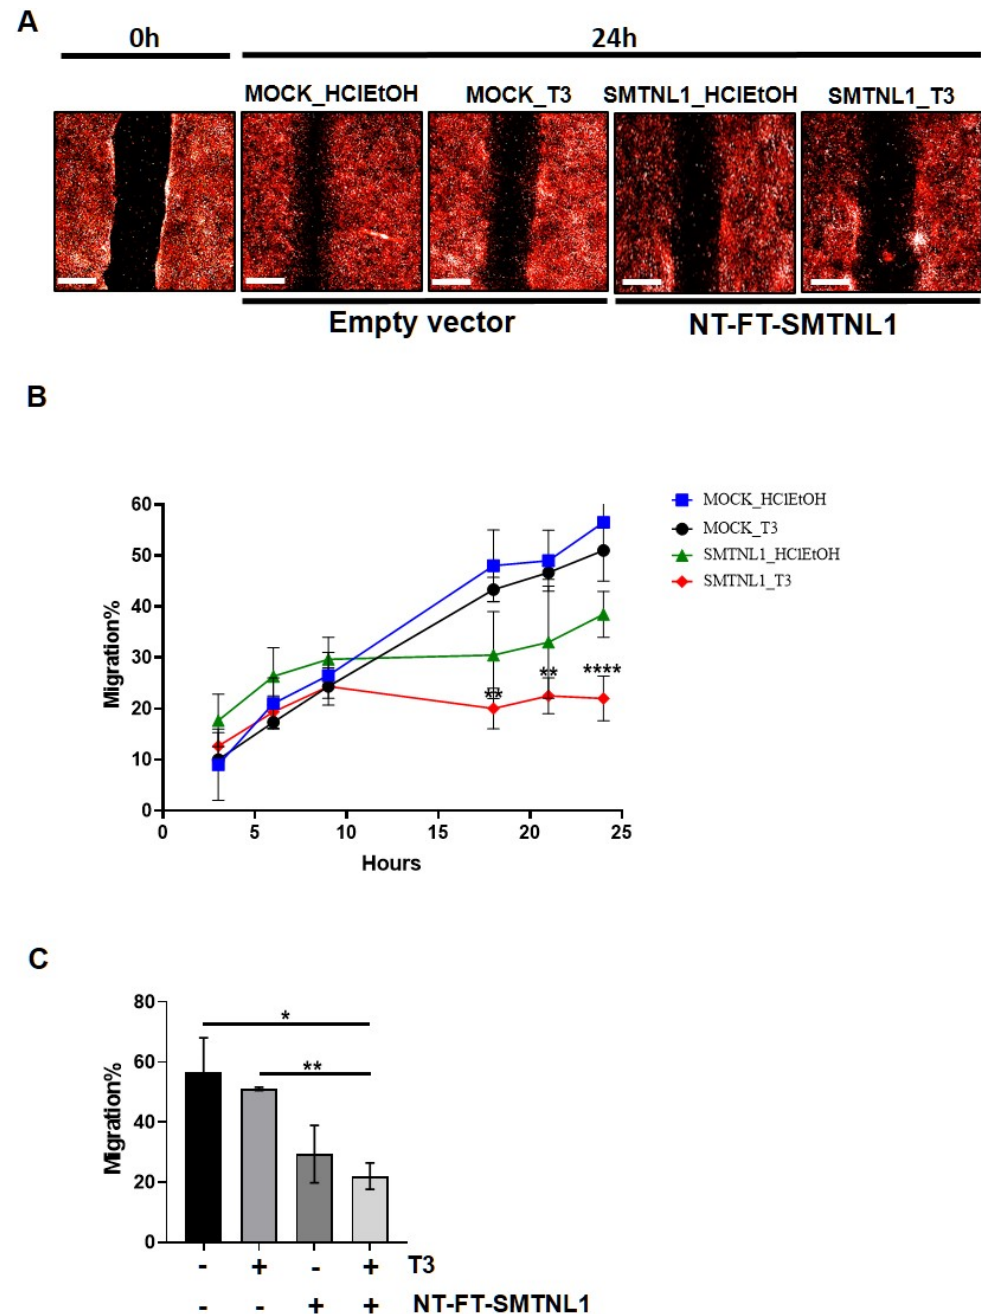 A
0h 24h
MOCK_HClEtOH MOCK_T3 SMTNL1_HClEtOH SMTNL1_T3
Empty vector NT-FT-SMTNL1
B
60
50
40
30
20
10
0
Migration%
0 5 10 15 20 25
Hours
** ** ****
MOCK_HClEtOH
MOCK_T3
SMTNL1_HClEtOH
SMTNL1_T3
C
80
60
40
20
0
Migration%
*
**
- + - + T3
- - + + NT-FT-SMTNL1